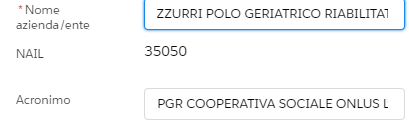 *Nome
azienda/ente
ZZURRI POLO GERIATRICO RIABILITAT
NAIL
35050
Acronimo
PGR COOPERATIVA SOCIALE ONLUS L